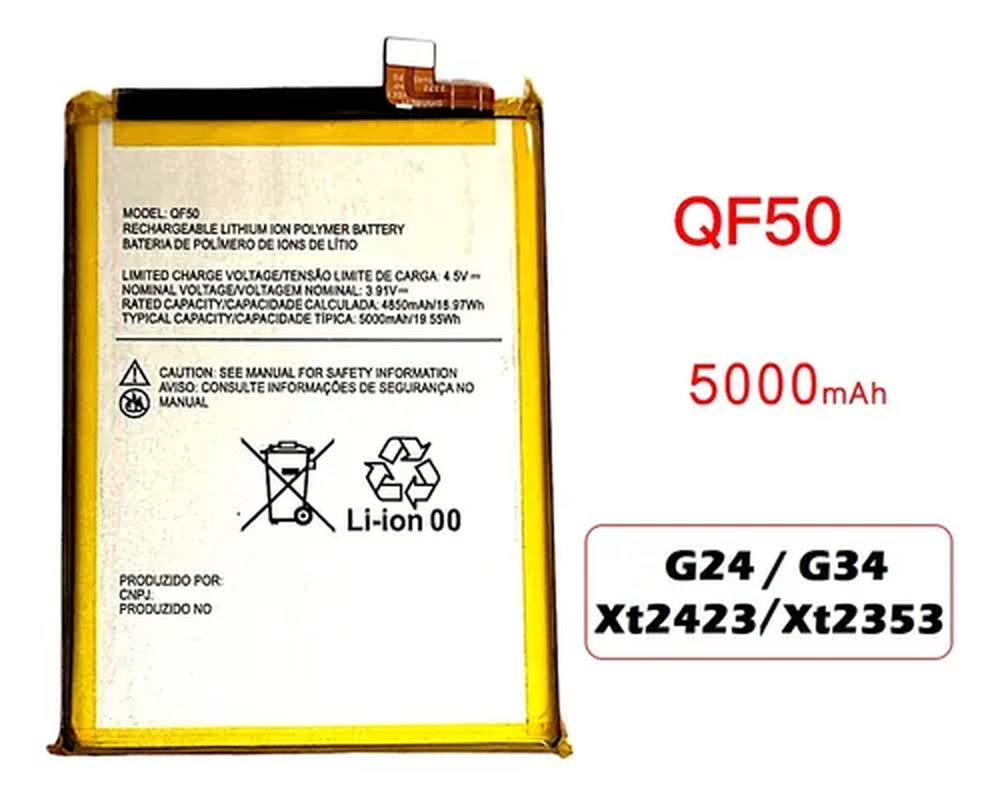 MODEL: QF50
RECHARGEABLE LITHIUM ION POLYMER BATTERY
BATERIA DE POLÍMERO DE IONS DE LÍTIO
LIMITED CHARGE VOLTAGE/TENSÃO LIMITE DE CARGA: 4.5V⎓
NOMINAL VOLTAGE/VOLTAGEM NOMINAL: 3.91V⎓
RATED CAPACITY/CAPACIDADE CALCULADA: 4850mAh/18.97Wh
TYPICAL CAPACITY/CAPACIDADE TÍPICA: 5000mAh/19.55Wh
CAUTION: SEE MANUAL FOR SAFETY INFORMATION
AVISO: CONSULTE INFORMAÇÕES DE SEGURANÇA NO
MANUAL
Li-ion 00
PRODUZIDO POR:
CNPJ:
PRODUZIDO NO
QF50
5000mAh
G24 / G34
Xt2423/Xt2353